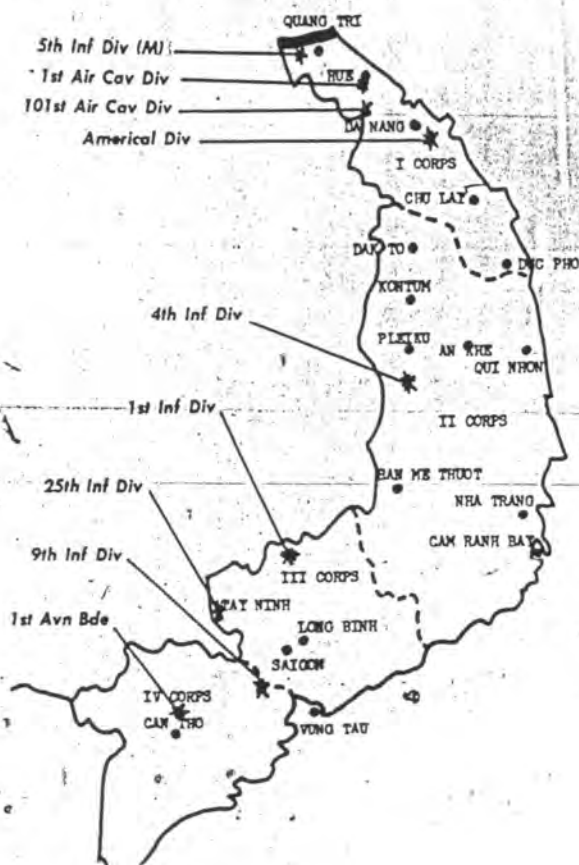 QUANG TRI
5th Inf Div (M)
1st Air Cav Div
HUE
101st Air Cav Div
DA NANG
Americal Div
I CORPS
CHU LAY
DAK TO
DUC PHO
KONTUM
4th Inf Div
PLEIKU
AN KHE
QUI NHON
1st Inf Div
II CORPS
BAN ME THUOT
25th Inf Div
NHA TRANG
9th Inf Div
CAM RANH BAY
III CORPS
TAY NINH
1st Avn Bde
LONG BINH
SAIGON
IV CORPS
CAN THO
VUNG TAU